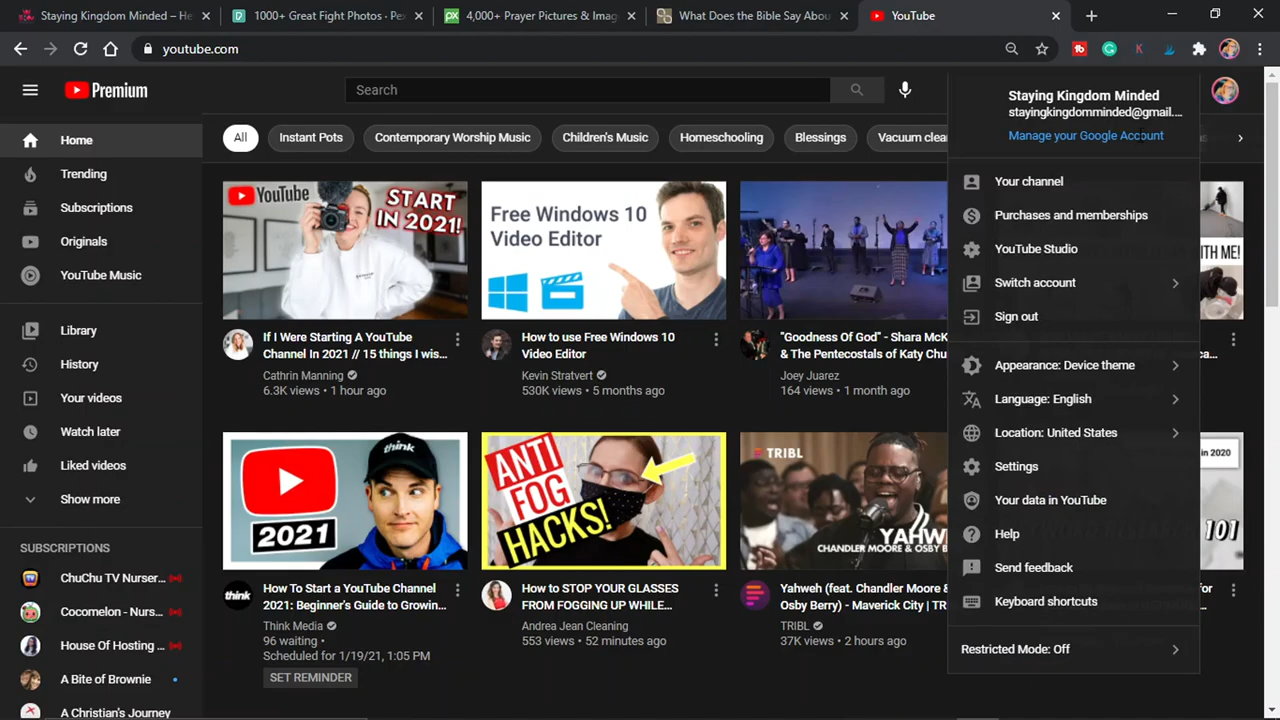 Staying Kingdom Minded – He
1000+ Great Fight Photos · Pex
4,000+ Prayer Pictures & Imag
What Does the Bible Say Abou
YouTube
youtube.com
Premium
Search
Staying Kingdom Minded
stayingkingdomminded@gmail....
Manage your Google Account
Home
Trending
Subscriptions
Originals
YouTube Music
Library
History
Your videos
Watch later
Liked videos
Show more
SUBSCRIPTIONS
ChuChu TV Nurser...
Cocomelon - Nurs...
House Of Hosting ...
A Bite of Brownie
A Christian's Journey
All
Instant Pots
Contemporary Worship Music
Children's Music
Homeschooling
Blessings
Vacuum clea
YouTube
START
IN 2021!
If I Were Starting A YouTube
Channel In 2021 // 15 things I wis...
Cathrin Manning
6.3K views • 1 hour ago
Free Windows 10
Video Editor
How to use Free Windows 10
Video Editor
Kevin Stratvert
530K views • 5 months ago
"Goodness Of God" - Shara McK
& The Pentecostals of Katy Chu
Joey Juarez
164 views • 1 month ago
ME!
think
2021
think
How To Start a YouTube Channel
2021: Beginner's Guide to Growin...
Think Media
96 waiting •
Scheduled for 1/19/21, 1:05 PM
SET REMINDER
ANTI
FOG
HACKS!
How to STOP YOUR GLASSES
FROM FOGGING UP WHILE...
Andrea Jean Cleaning
553 views • 52 minutes ago
TRIBL
YAHW
CHANDLER MOORE & OSBY B
Yahweh (feat. Chandler Moore &
Osby Berry) - Maverick City | TR
TRIBL
37K views • 2 hours ago
in 2020
101
Your channel
Purchases and memberships
YouTube Studio
Switch account
Sign out
Appearance: Device theme
Language: English
Location: United States
Settings
Your data in YouTube
Help
Send feedback
Keyboard shortcuts
Restricted Mode: Off